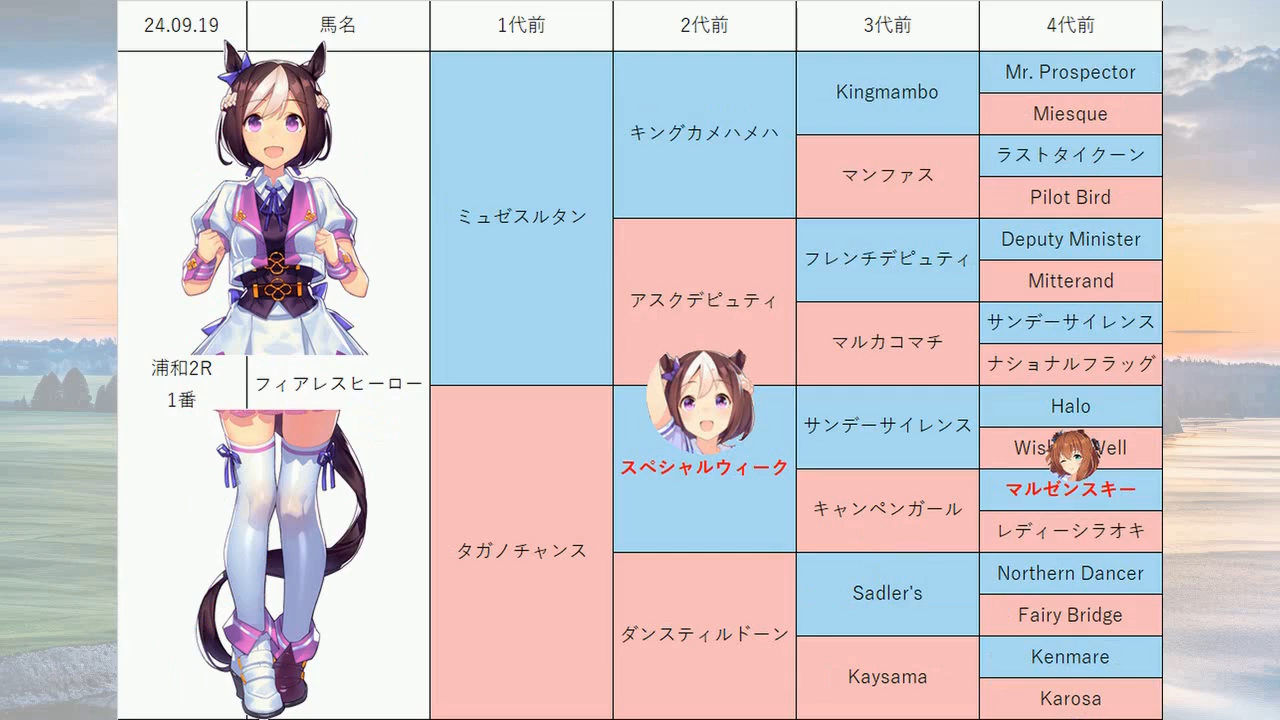 24.09.19 馬名 1代前 2代前 3代前 4代前
浦和2R
1番
フィアレスヒーロー
ミュゼスルタン
タガノチャンス
キングカメハメハ
アスクデピュティ
スペシャルウィーク
ダンスティルドーン
Kingmambo
マンファス
フレンチデピュティ
マルカコマチ
サンデーサイレンス
キャンペンガール
Sadler's
Kaysama
Mr. Prospector
Miesque
ラストタイクーン
Pilot Bird
Deputy Minister
Mitterand
サンデーサイレンス
ナショナルフラッグ
Halo
マルゼンスキー
レディーシラオキ
Northern Dancer
Fairy Bridge
Kenmare
Karosa